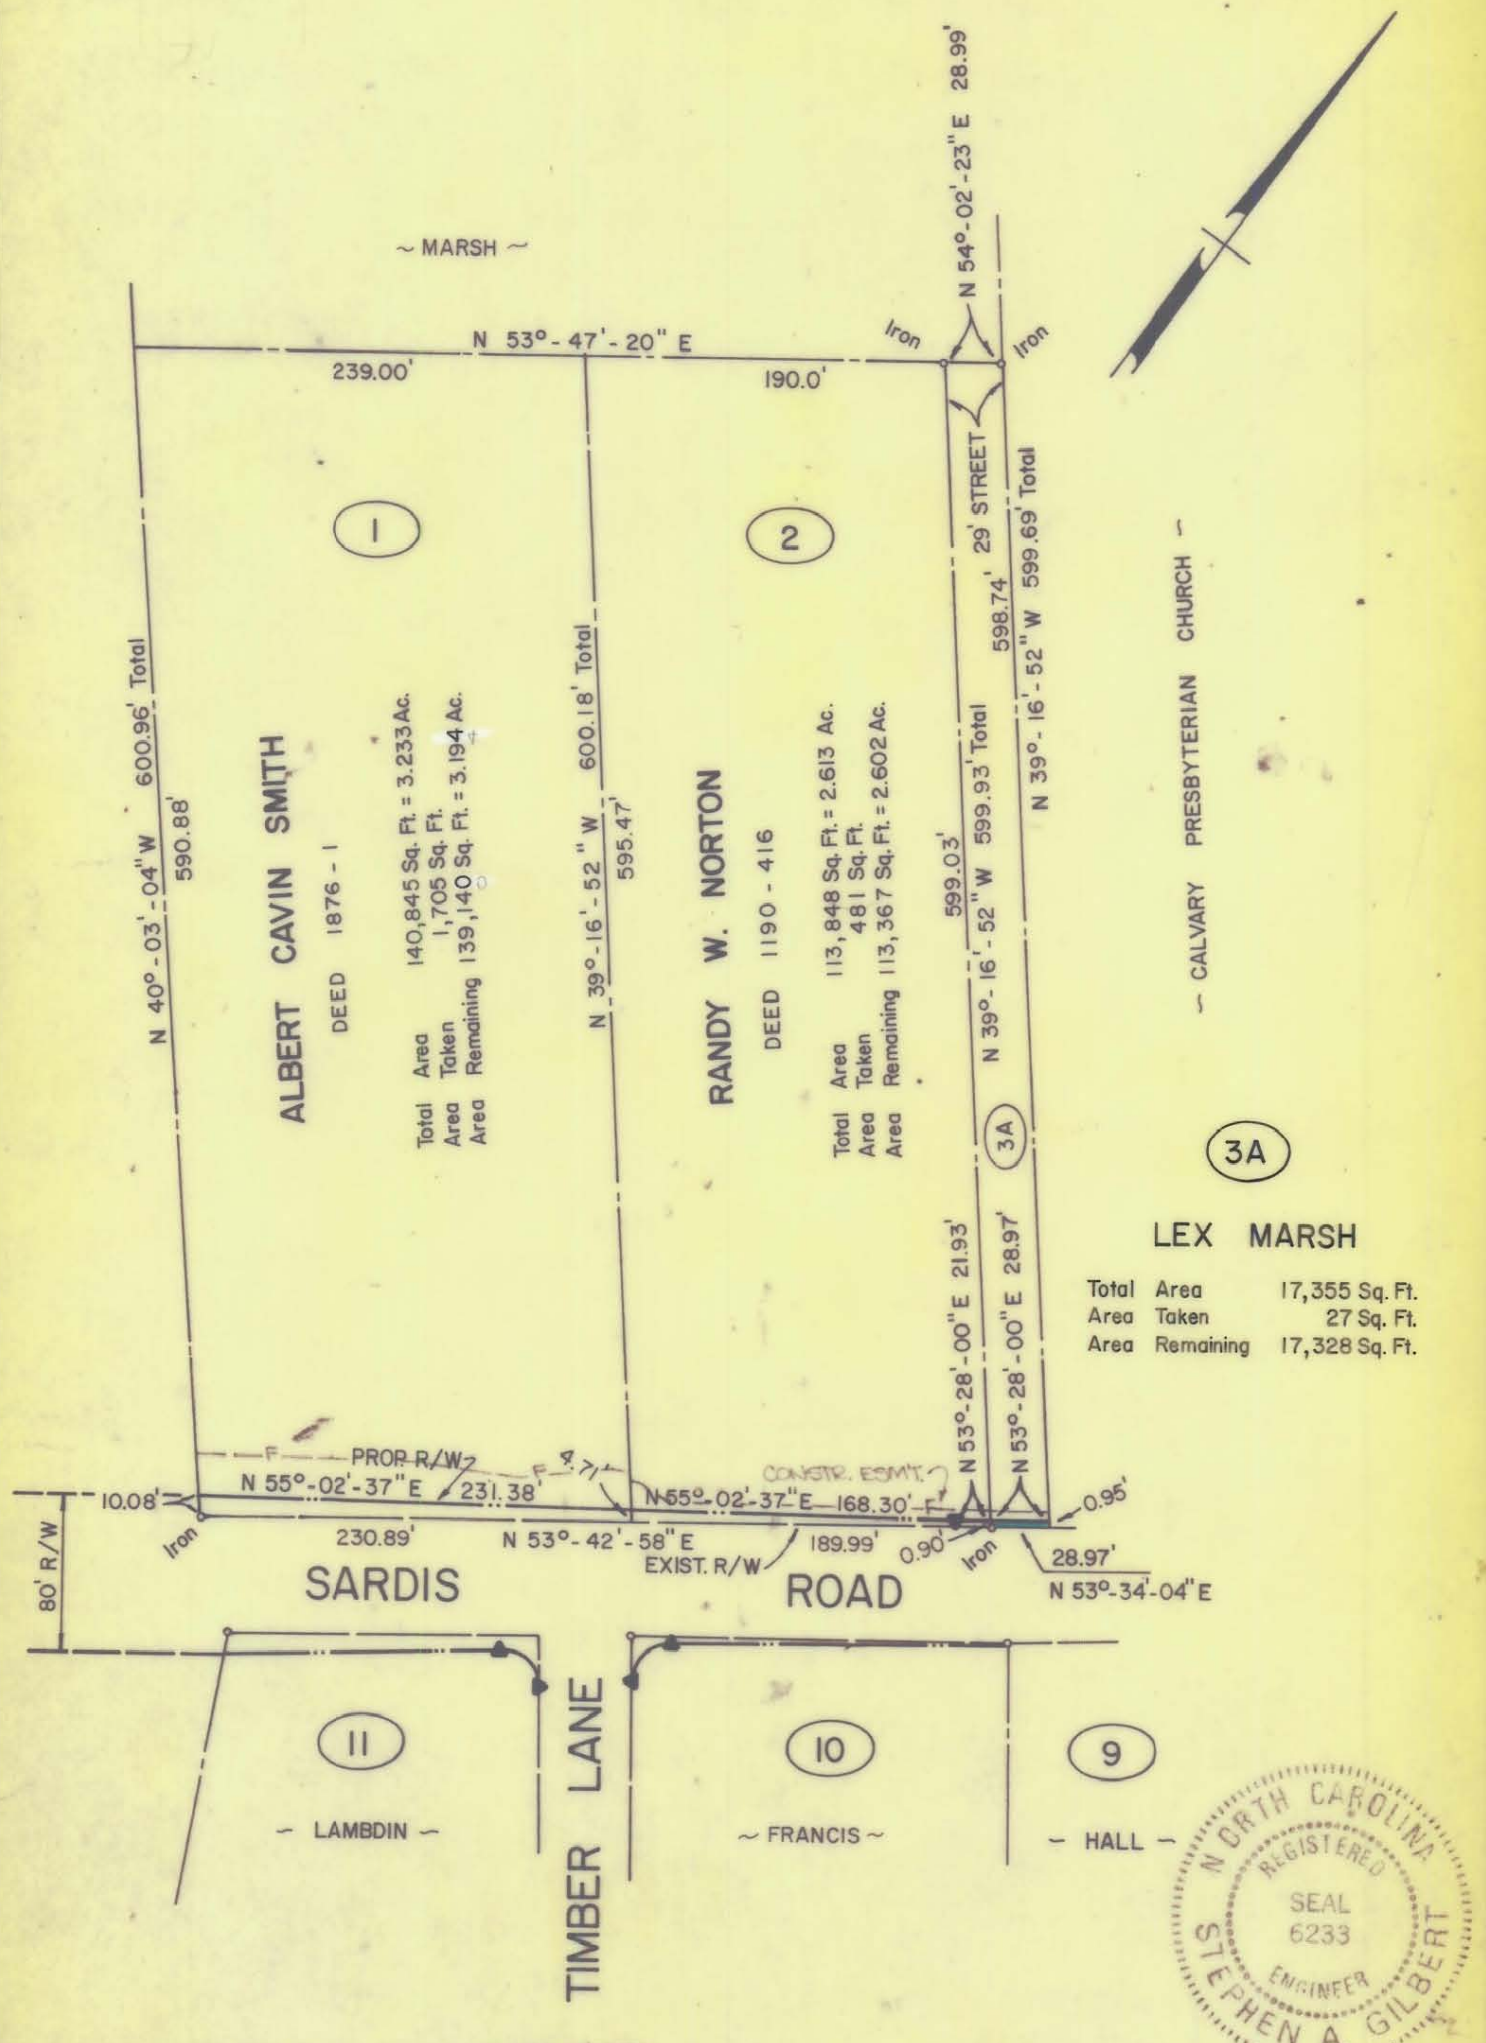 N 54°-02'-23" E 28.99'
~ MARSH ~
N 53°-47'-20" E
Iron
Iron
239.00'
190.0'
1
2
29' STREET
N 40°-03'-04" W 600.96' Total
590.88'
ALBERT CAVIN SMITH
DEED 1876-1
Total Area 140,845 Sq. Ft. = 3.233 Ac.
Area Taken 1,705 Sq. Ft.
Area Remaining 139,140 Sq. Ft. = 3.194 Ac.
N 39°-16'-52" W 600.18' Total
595.47'
RANDY W. NORTON
DEED 1190-416
Total Area 113,848 Sq. Ft. = 2.613 Ac.
Area Taken 481 Sq. Ft.
Area Remaining 113,367 Sq. Ft. = 2.602 Ac.
599.03'
N 39°-16'-52" W 599.93' Total
598.74'
N 39°-16'-52" W 599.69' Total
~ CALVARY PRESBYTERIAN CHURCH ~
3A
3A
LEX MARSH
Total Area 17,355 Sq. Ft.
Area Taken 27 Sq. Ft.
Area Remaining 17,328 Sq. Ft.
N 53°-28'-00" E 21.93'
N 53°-28'-00" E 28.97'
F PROP. R/W F 4.71'
CONSTR. ESM'T.
N 55°-02'-37" E 231.38'
N 55°-02'-37" E 168.30' F
10.08'
0.95'
Iron
230.89' N 53°-42'-58" E 189.99' 0.90'
Iron
EXIST. R/W
28.97'
N 53°-34'-04" E
80' R/W
SARDIS ROAD
TIMBER LANE
11
10
9
~ LAMBDIN ~
~ FRANCIS ~
~ HALL ~
NORTH CAROLINA
REGISTERED
SEAL
6233
ENGINEER
STEPHEN A. GILBERT